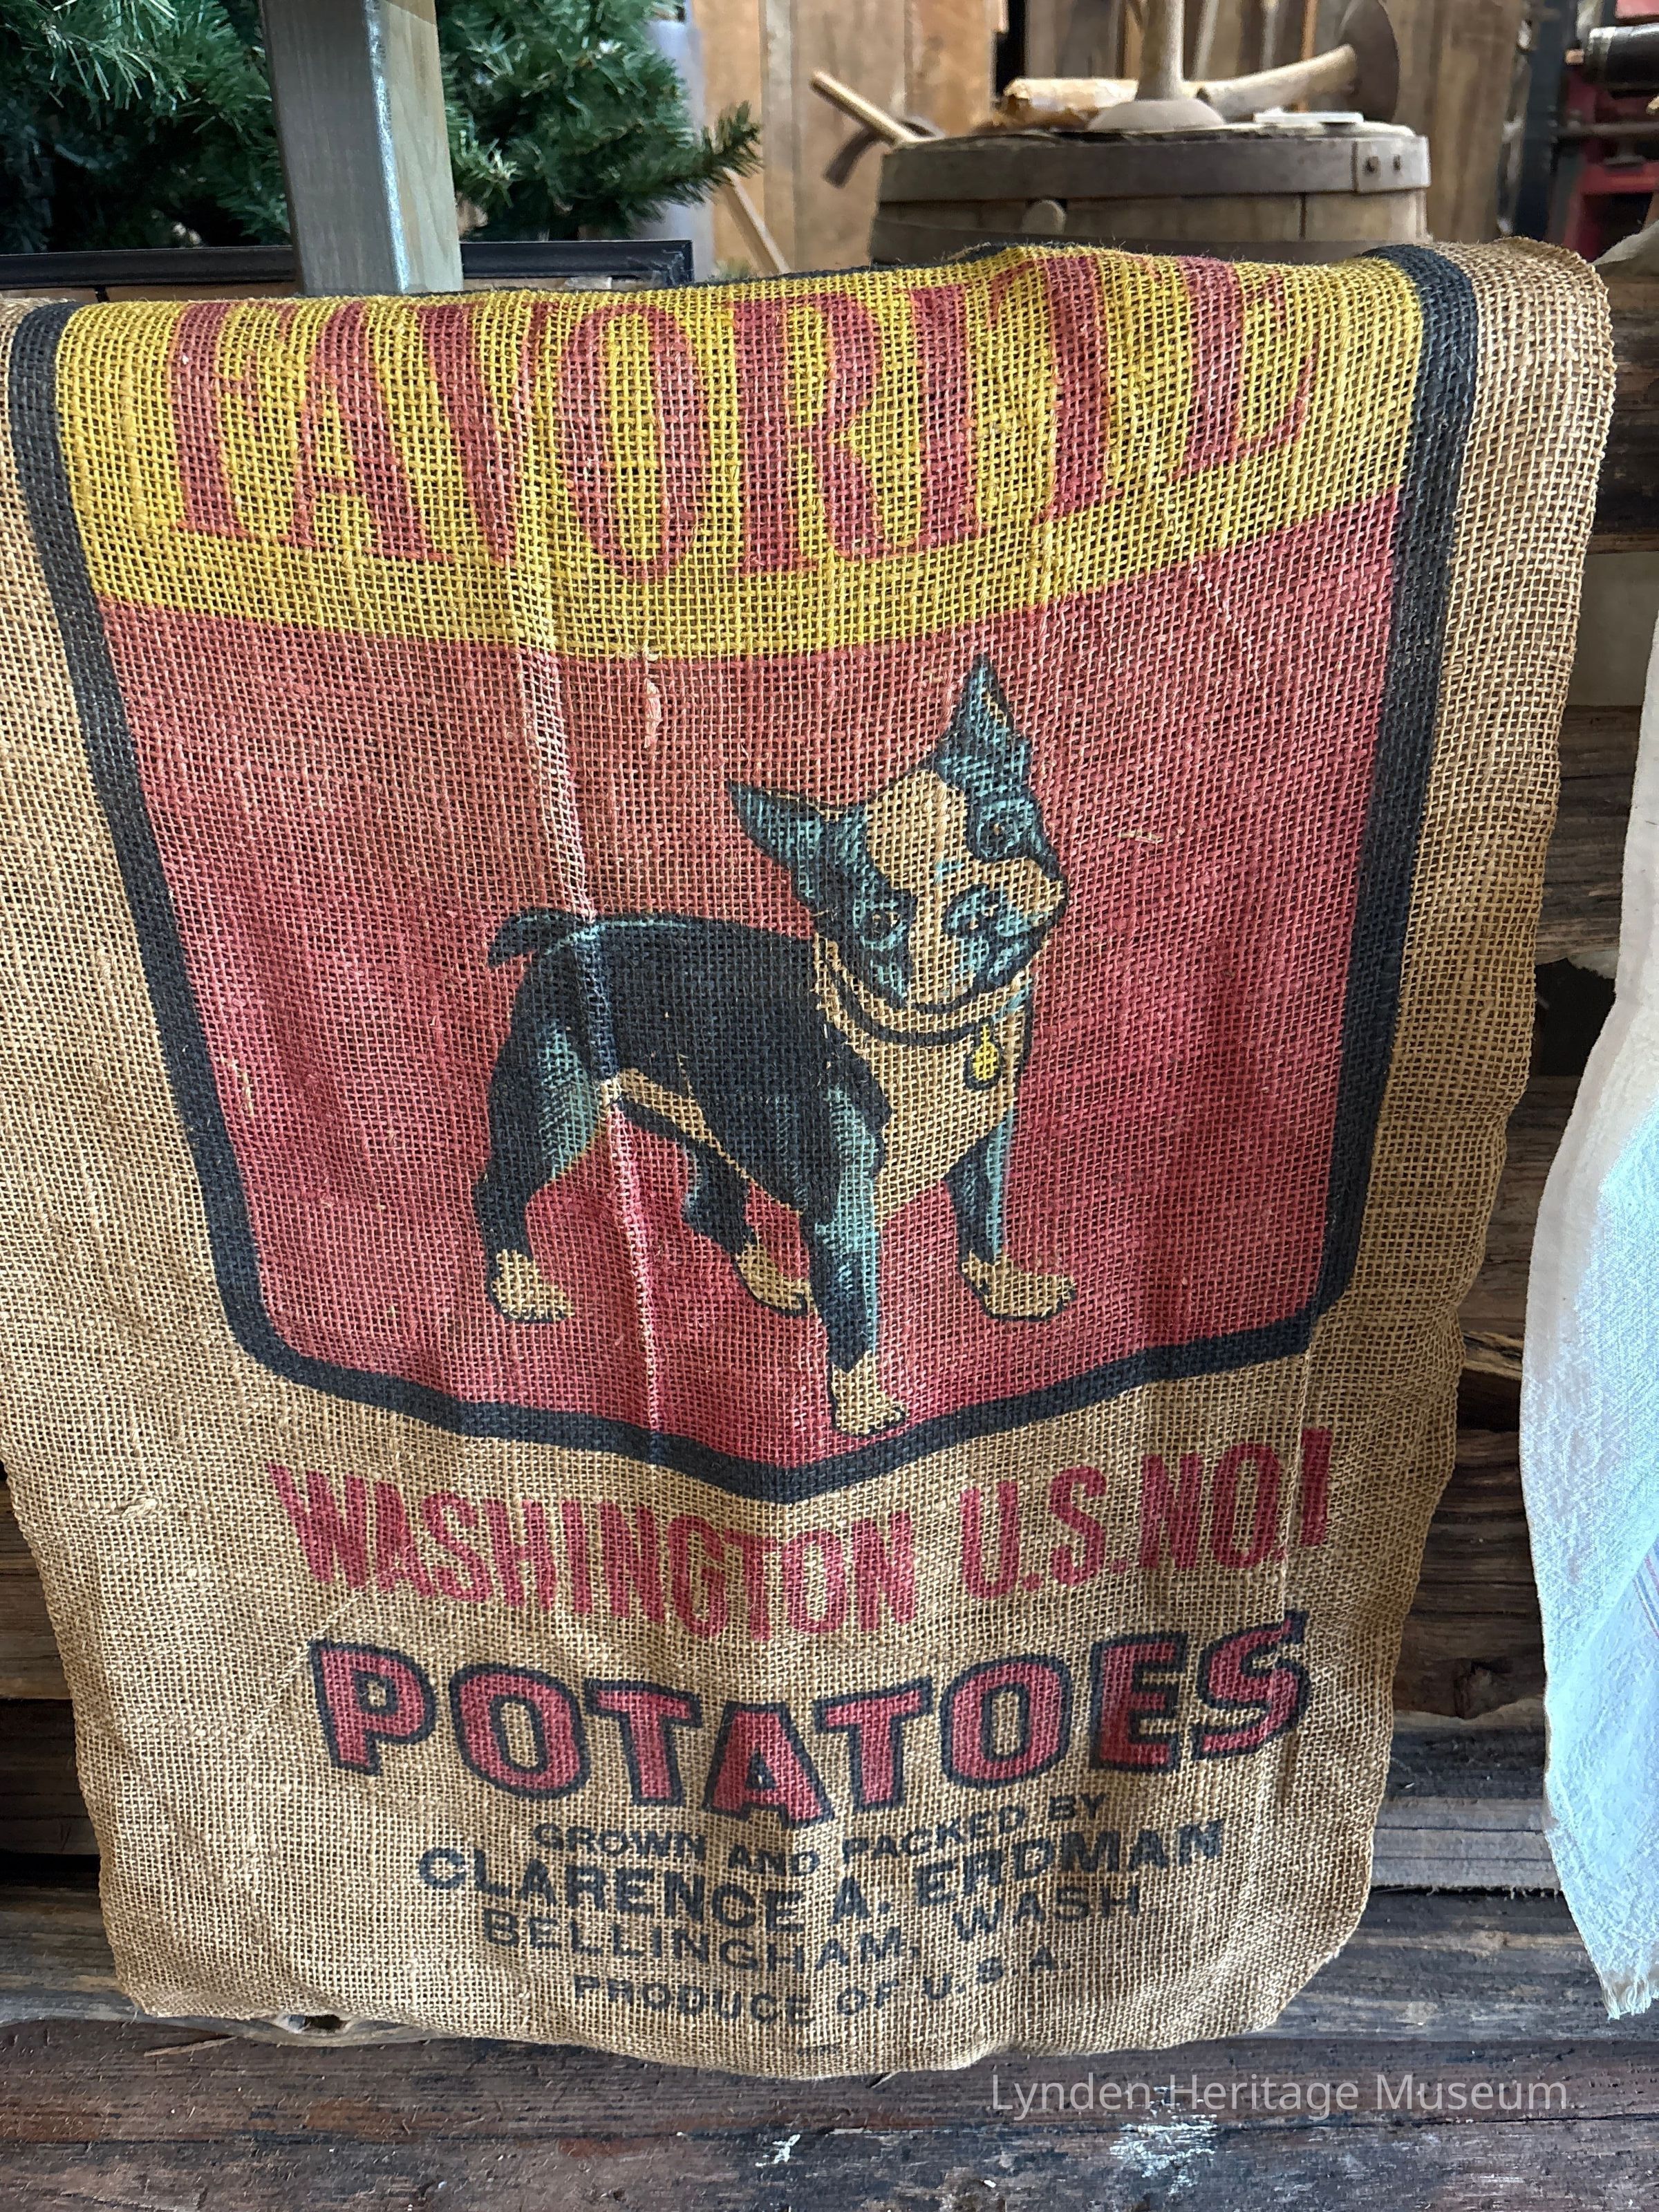 FAVORITE
WASHINGTON U.S. NO. 1
POTATOES
GROWN AND PACKED BY
CLARENCE A. ERDMAN
BELLINGHAM, WASH.
PRODUCE OF U.S.A.
Lynden Heritage Museum